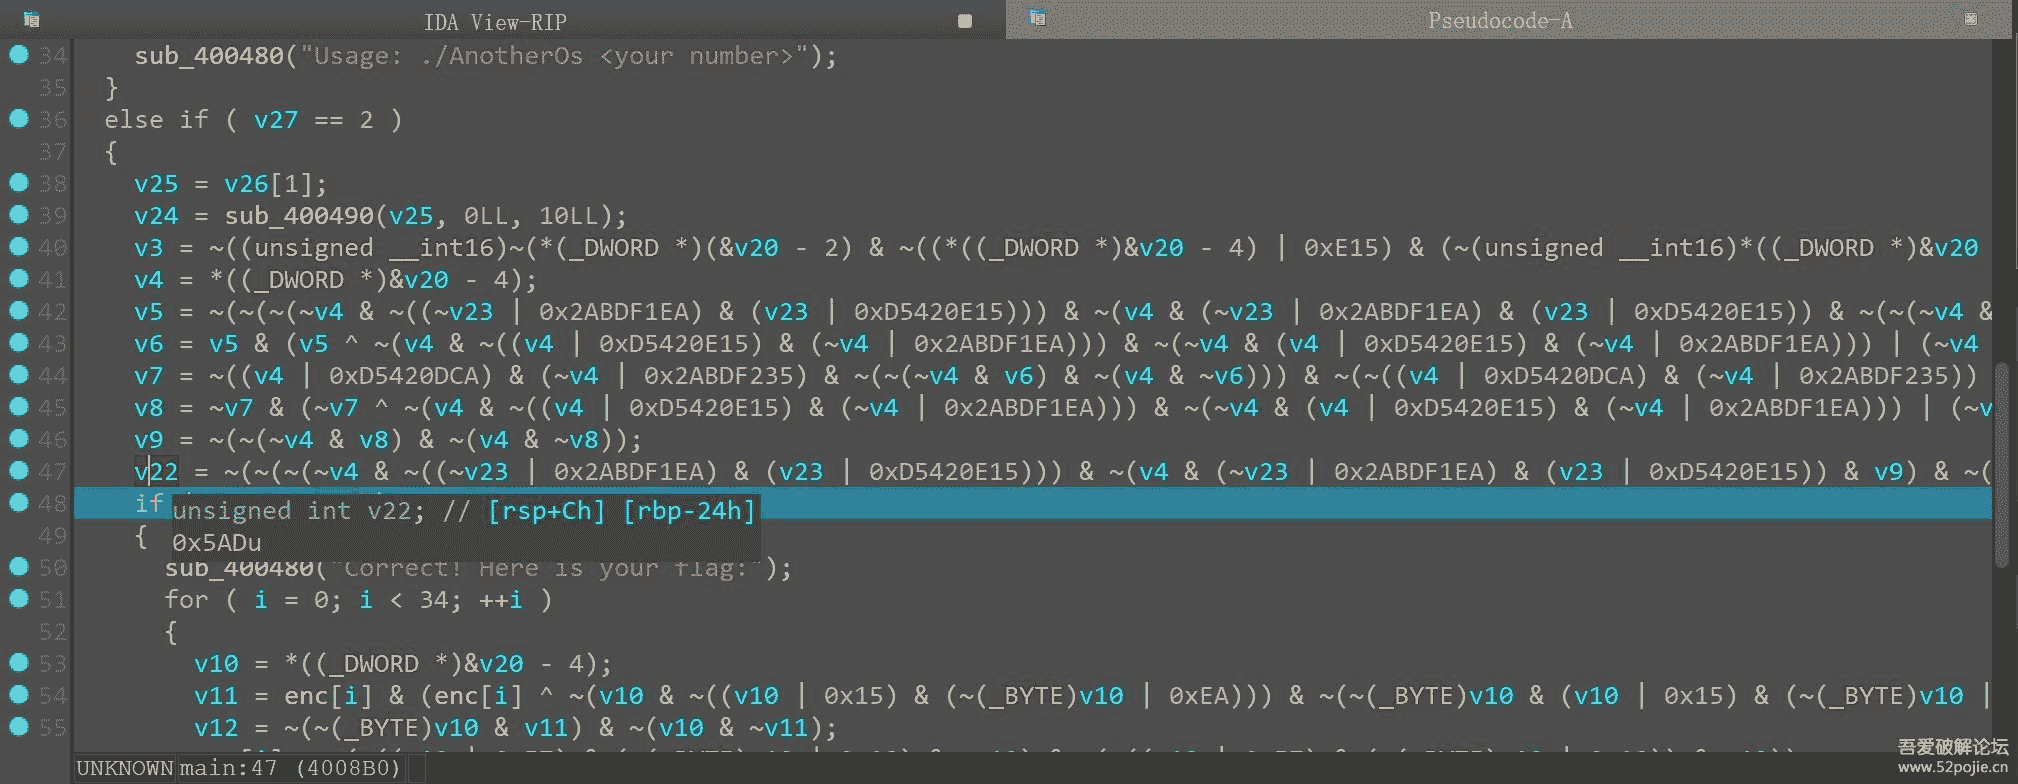 IDA View-RIP
Pseudocode-A
34 sub_400480("Usage: ./AnotherOs <your number>");
35 }
36 else if ( v27 == 2 )
37 {
38 v25 = v26[1];
39 v24 = sub_400490(v25, 0LL, 10LL);
40 v3 = ~((unsigned __int16)~(*(_DWORD *)(&v20 - 2) & ~((*((_DWORD *)&v20 - 4) | 0xE15) & (~(unsigned __int16)*((_DWORD *)&v20
41 v4 = *((_DWORD *)&v20 - 4);
42 v5 = ~(~(~(~v4 & ~((~v23 | 0x2ABDF1EA) & (v23 | 0xD5420E15))) & ~(v4 & (~v23 | 0x2ABDF1EA) & (v23 | 0xD5420E15)) & ~(~(~v4 &
43 v6 = v5 & (v5 ^ ~(v4 & ~((v4 | 0xD5420E15) & (~v4 | 0x2ABDF1EA))) & ~(~v4 & (v4 | 0xD5420E15) & (~v4 | 0x2ABDF1EA))) | (~v4
44 v7 = ~((v4 | 0xD5420DCA) & (~v4 | 0x2ABDF235) & ~(~(~v4 & v6) & ~(v4 & ~v6))) & ~(~((v4 | 0xD5420DCA) & (~v4 | 0x2ABDF235))
45 v8 = ~v7 & (~v7 ^ ~(v4 & ~((v4 | 0xD5420E15) & (~v4 | 0x2ABDF1EA))) & ~(~v4 & (v4 | 0xD5420E15) & (~v4 | 0x2ABDF1EA))) | (~v
46 v9 = ~(~(~v4 & v8) & ~(v4 & ~v8));
47 v22 = ~(~(~(~v4 & ~((~v23 | 0x2ABDF1EA) & (v23 | 0xD5420E15))) & ~(v4 & (~v23 | 0x2ABDF1EA) & (v23 | 0xD5420E15)) & v9) & ~(
48 if
unsigned int v22; // [rsp+Ch] [rbp-24h]
49 {
0x5ADu
50 sub_400480("Correct! Here is your flag:");
51 for ( i = 0; i < 34; ++i )
52 {
53 v10 = *((_DWORD *)&v20 - 4);
54 v11 = enc[i] & (enc[i] ^ ~(v10 & ~((v10 | 0x15) & (~(_BYTE)v10 | 0xEA))) & ~(~(_BYTE)v10 & (v10 | 0x15) & (~(_BYTE)v10 |
55 v12 = ~(~(_BYTE)v10 & v11) & ~(v10 & ~v11);
UNKNOWN main:47 (4008B0)
吾爱破解论坛
www.52pojie.cn